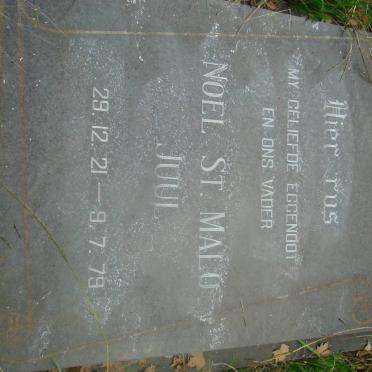 Hier rus
MY GELIEFDE EGGENOOT
EN ONS VADER
NOEL ST. MALO
JUUL
29.12.21—9.7.79